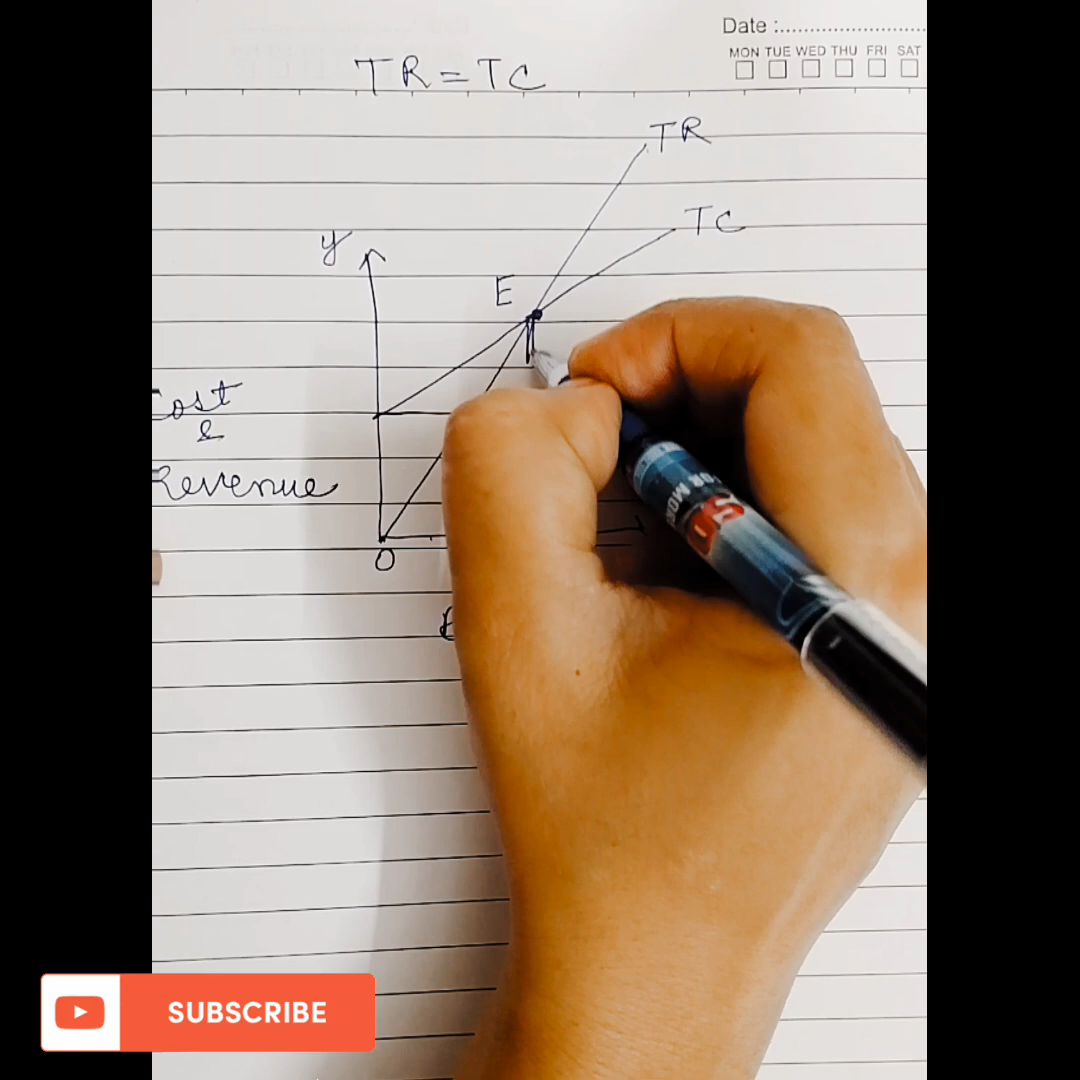 Date :
MON TUE WED THU FRI SAT
TR = TC
TR
TC
y
E
Cost
&
Revenue
O
SUBSCRIBE